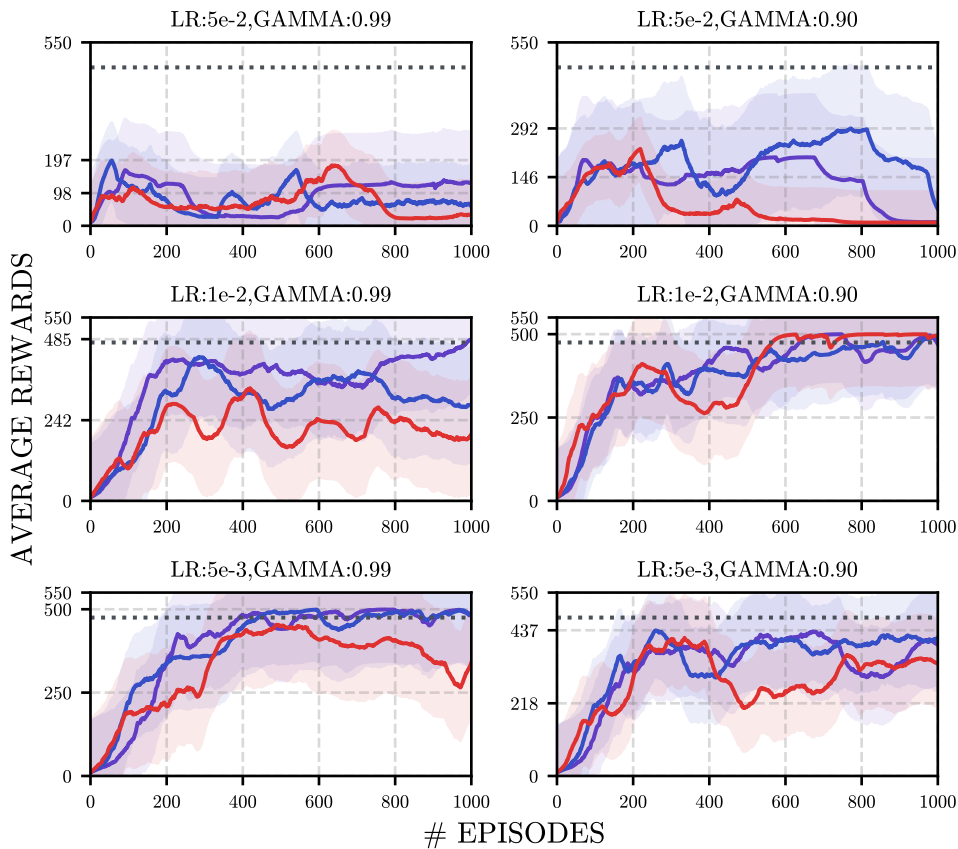 LR:5e-2,GAMMA:0.99
LR:5e-2,GAMMA:0.90
550
197
98
0
0 200 400 600 800 1000
550
292
146
0
0 200 400 600 800 1000
AVERAGE REWARDS
LR:1e-2,GAMMA:0.99
LR:1e-2,GAMMA:0.90
550
485
242
0
0 200 400 600 800 1000
550
500
250
0
0 200 400 600 800 1000
LR:5e-3,GAMMA:0.99
LR:5e-3,GAMMA:0.90
550
500
250
0
0 200 400 600 800 1000
550
437
218
0
0 200 400 600 800 1000
# EPISODES